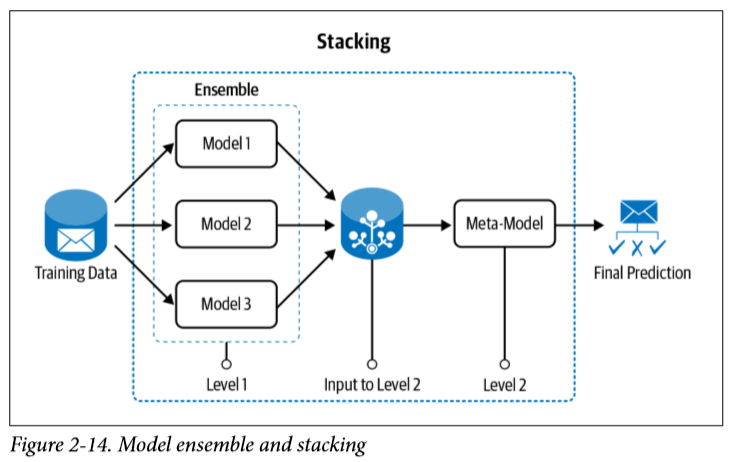 Stacking
Ensemble
Model 1
Model 2
Model 3
Training Data
Meta-Model
Final Prediction
Level 1
Input to Level 2
Level 2
Figure 2-14. Model ensemble and stacking